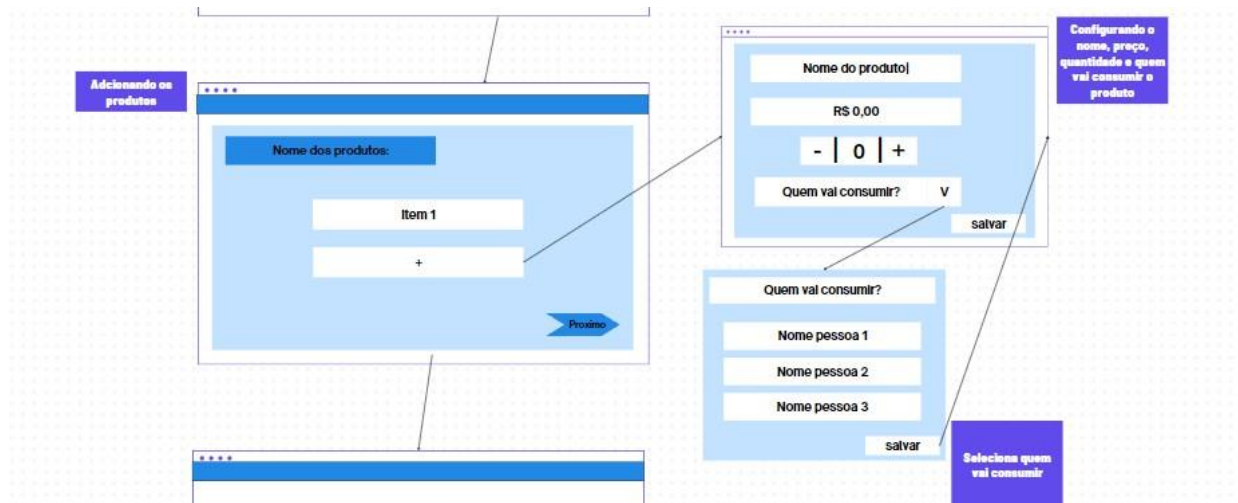 Adcionando os
produtos
Nome dos produtos:
Item 1
+
Proximo
Nome do produto|
R$ 0,00
- | 0 | +
Quem vai consumir? V
salvar
Configurando o
nome, preço,
quantidade e quem
vai consumir o
produto
Quem vai consumir?
Nome pessoa 1
Nome pessoa 2
Nome pessoa 3
salvar
Seleciona quem
vai consumir